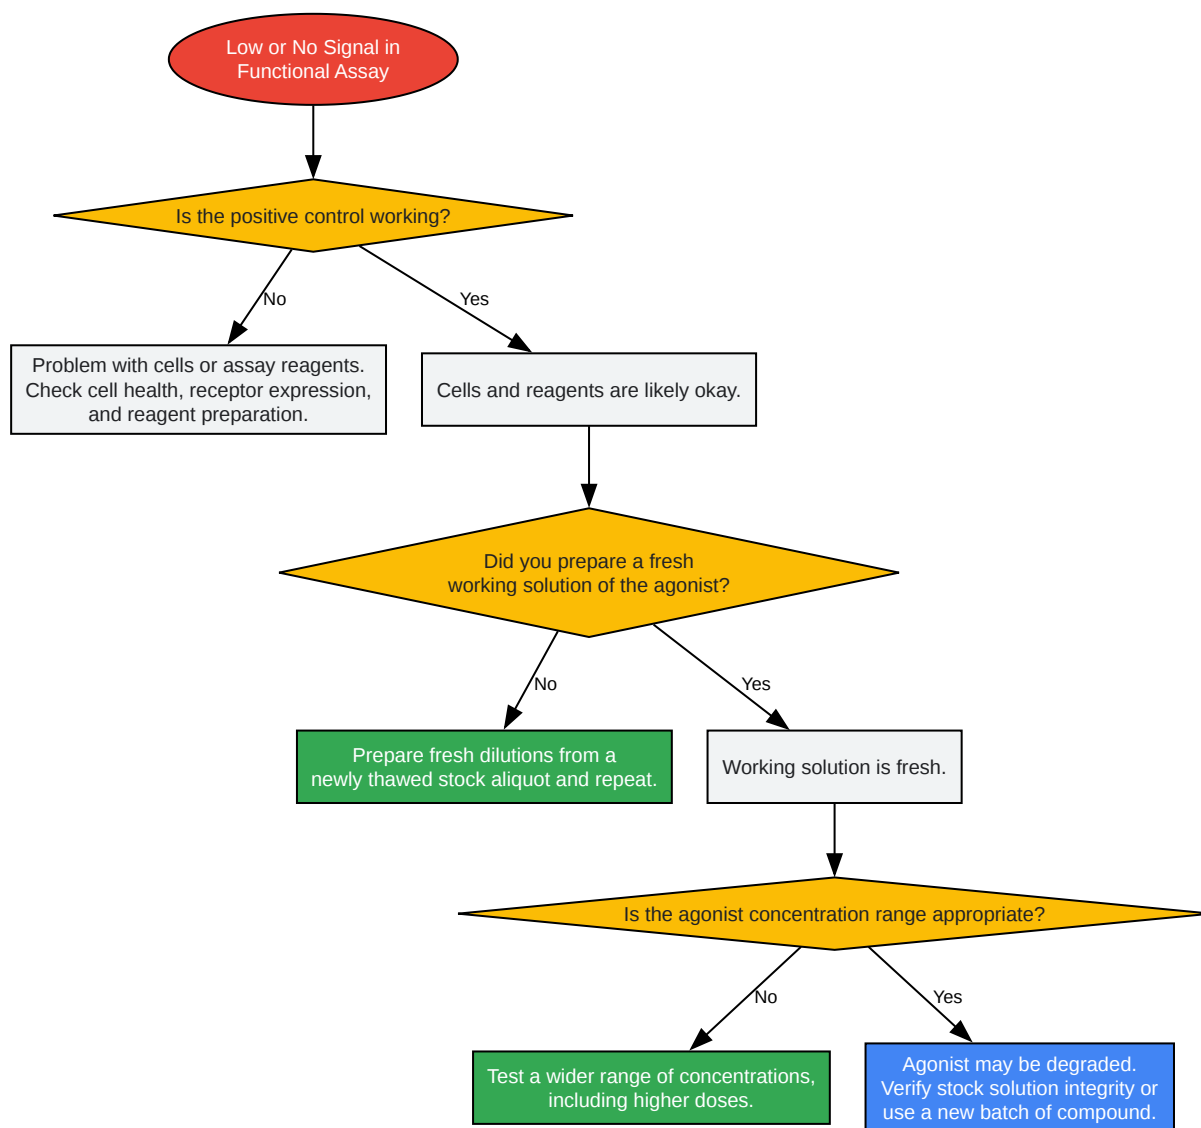 Low or No Signal in
Functional Assay
Is the positive control working?
No
Yes
Problem with cells or assay reagents.
Check cell health, receptor expression,
and reagent preparation.
Cells and reagents are likely okay.
Did you prepare a fresh
working solution of the agonist?
No
Yes
Prepare fresh dilutions from a
newly thawed stock aliquot and repeat.
Working solution is fresh.
Is the agonist concentration range appropriate?
No
Yes
Test a wider range of concentrations,
including higher doses.
Agonist may be degraded.
Verify stock solution integrity or
use a new batch of compound.